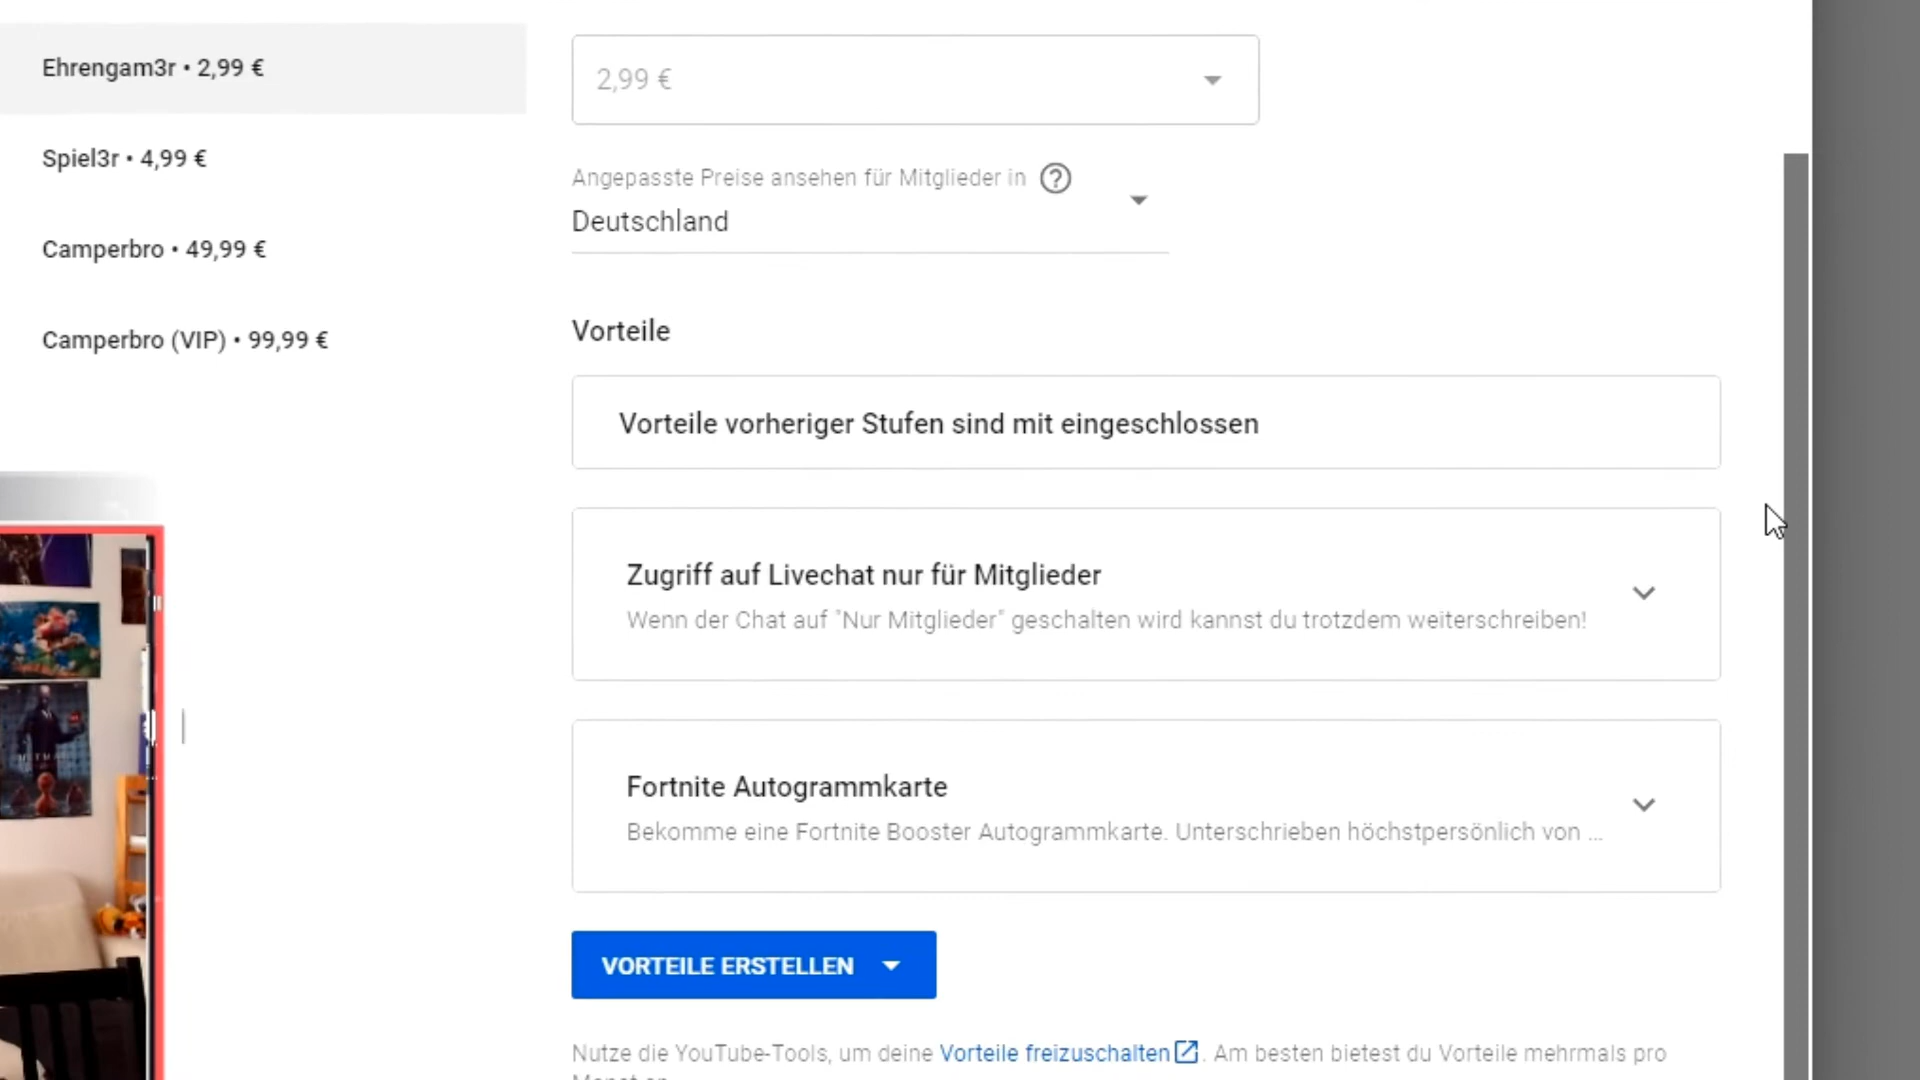 Ehrengam3r • 2,99 €
Spiel3r • 4,99 €
Camperbro • 49,99 €
Camperbro (VIP) • 99,99 €
2,99 €
Angepasste Preise ansehen für Mitglieder in
Deutschland
Vorteile
Vorteile vorheriger Stufen sind mit eingeschlossen
Zugriff auf Livechat nur für Mitglieder
Wenn der Chat auf "Nur Mitglieder" geschalten wird kannst du trotzdem weiterschreiben!
Fortnite Autogrammkarte
Bekomme eine Fortnite Booster Autogrammkarte. Unterschrieben höchstpersönlich von ...
VORTEILE ERSTELLEN
Nutze die YouTube-Tools, um deine Vorteile freizuschalten. Am besten bietest du Vorteile mehrmals pro